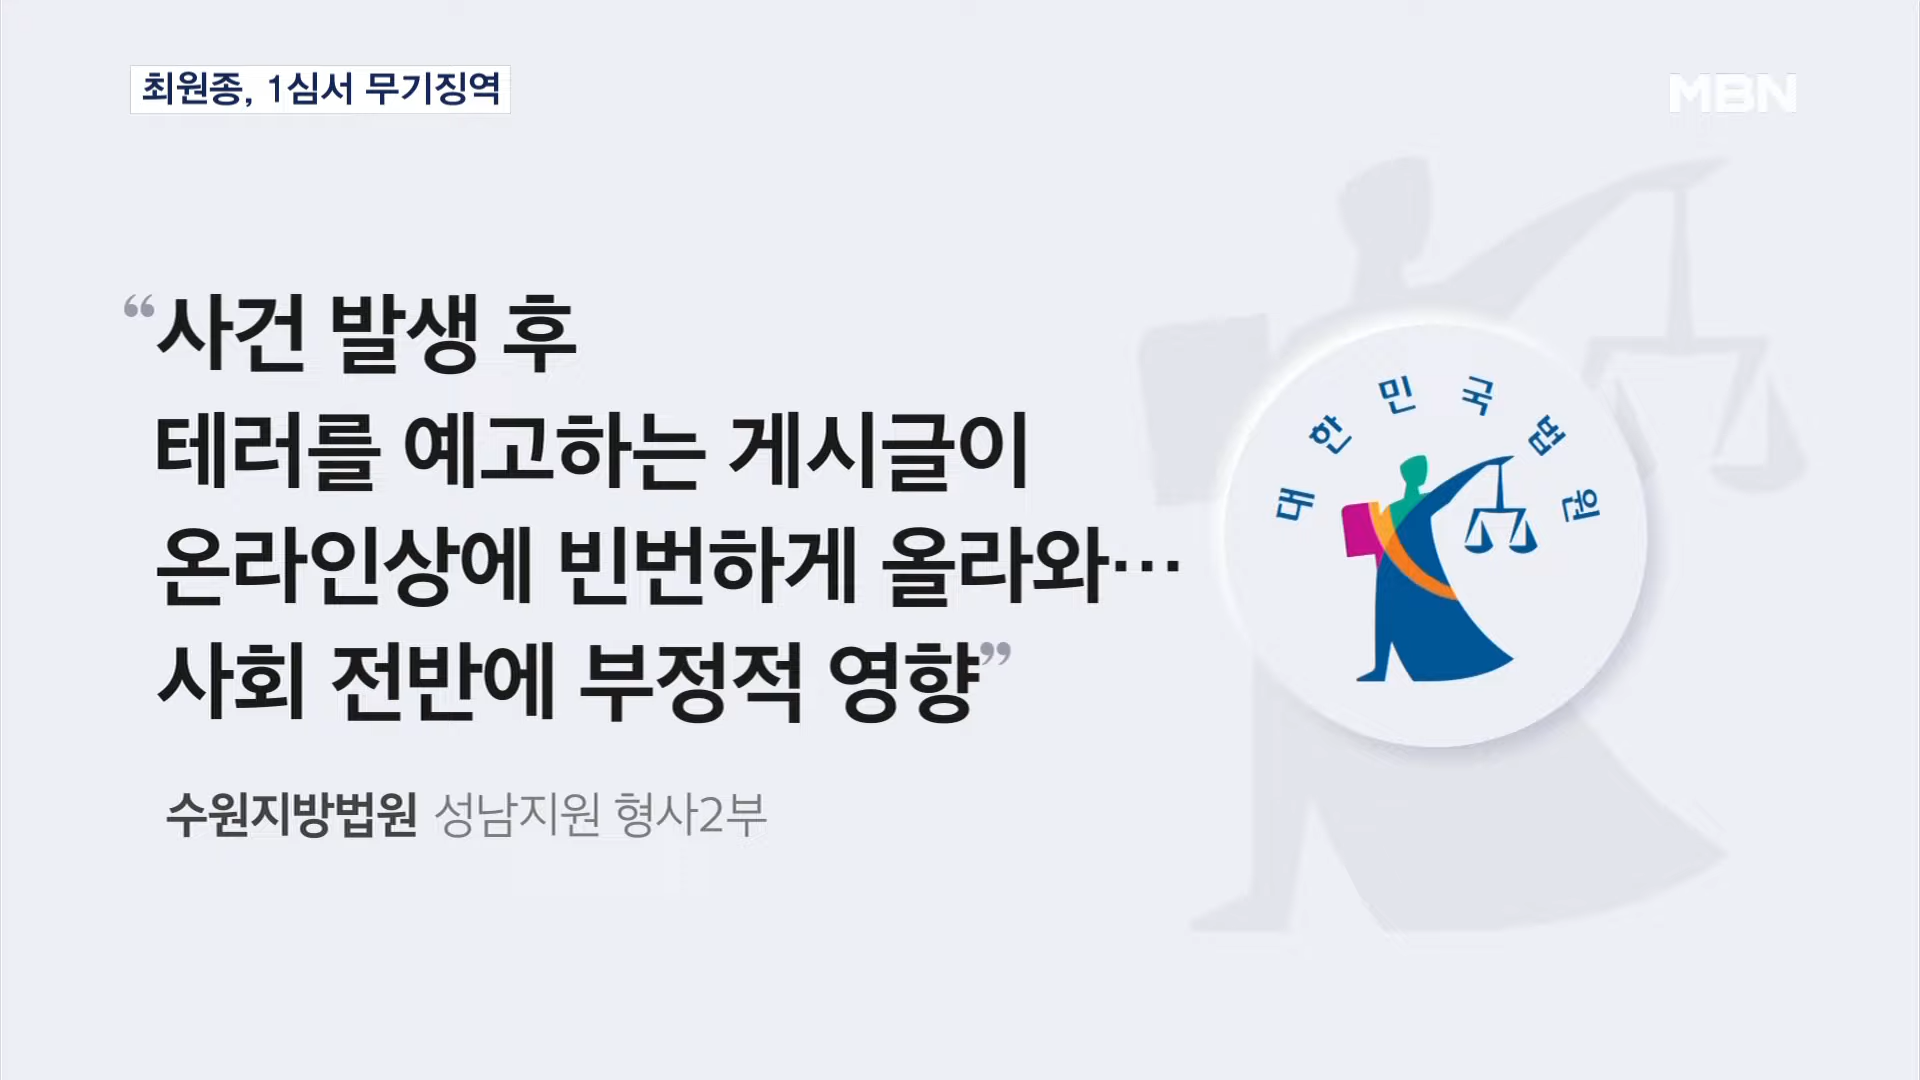 최원종, 1심서 무기징역
MBN
“사건 발생 후
테러를 예고하는 게시글이
온라인상에 빈번하게 올라와…
사회 전반에 부정적 영향”
대한민국법원
수원지방법원 성남지원 형사2부